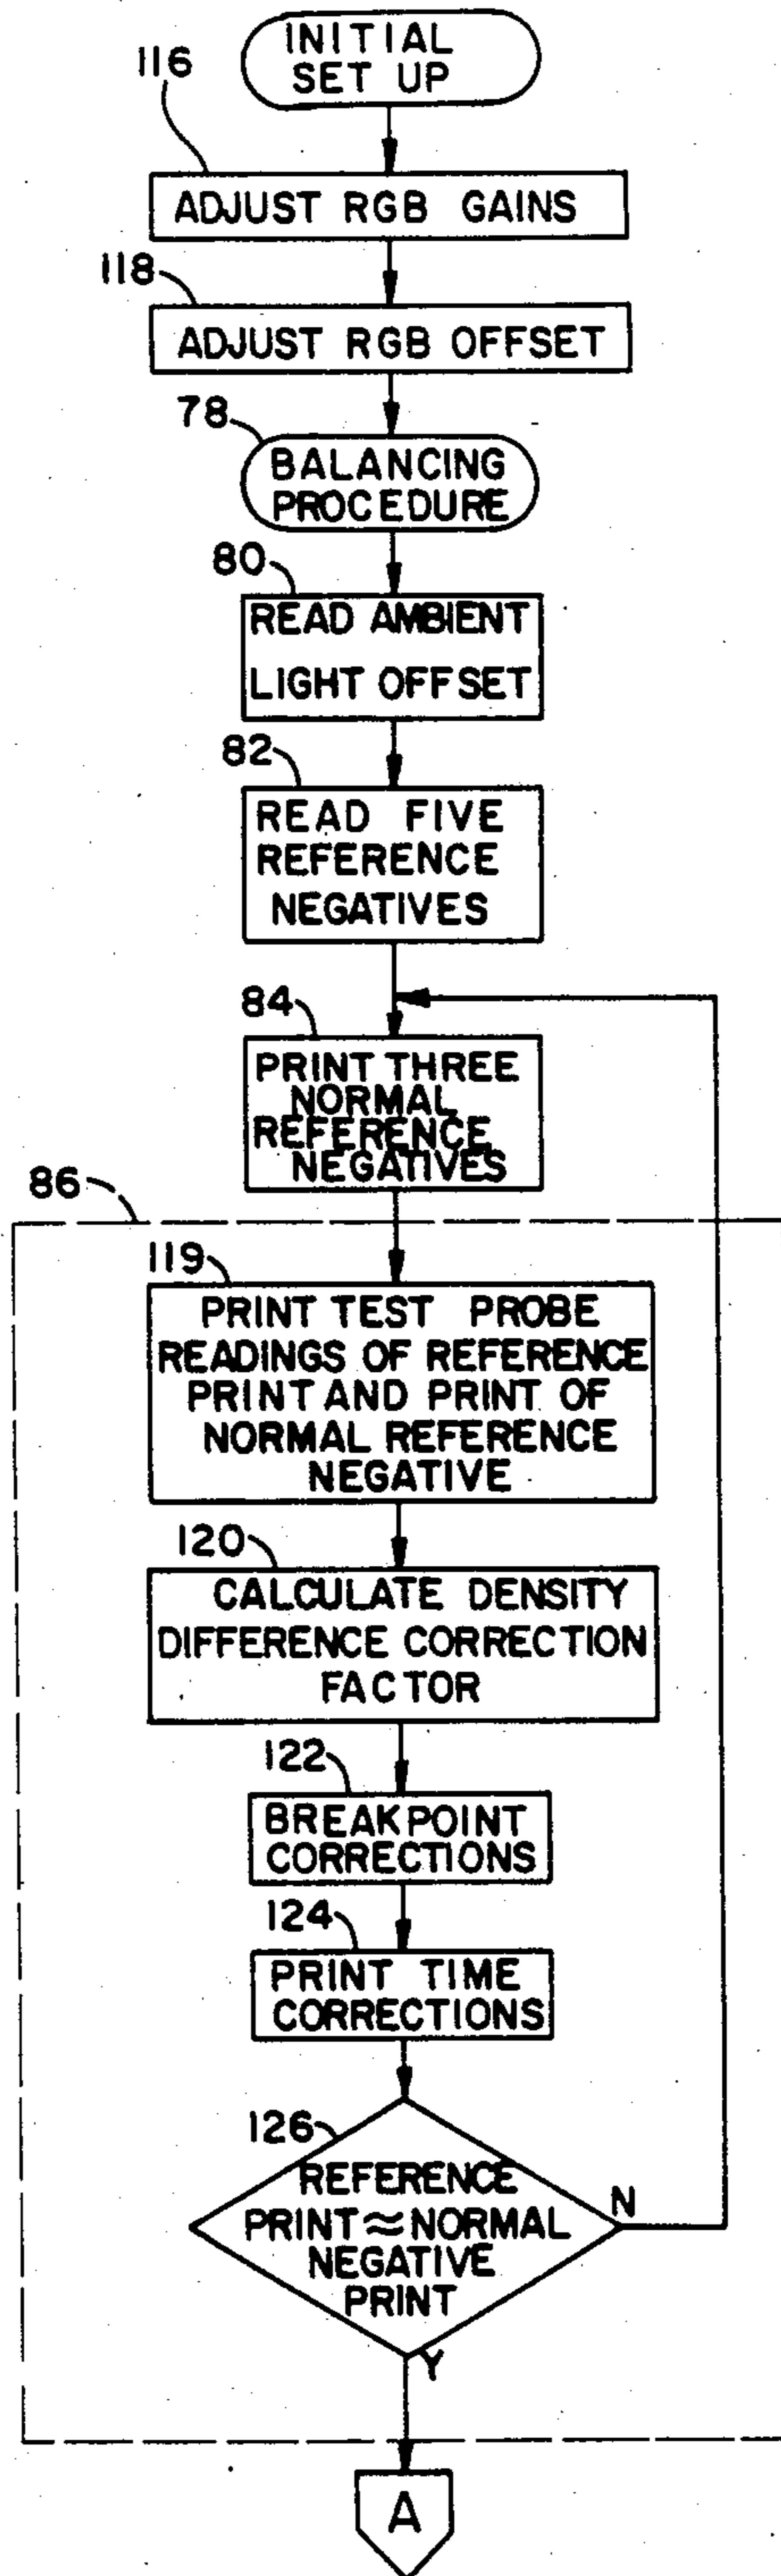 INITIAL
SET UP
116
ADJUST RGB GAINS
118
ADJUST RGB OFFSET
78
BALANCING
PROCEDURE
80
READ AMBIENT
LIGHT OFFSET
82
READ FIVE
REFERENCE
NEGATIVES
84
PRINT THREE
NORMAL
REFERENCE
NEGATIVES
86
119
PRINT TEST PROBE
READINGS OF REFERENCE
PRINT AND PRINT OF
NORMAL REFERENCE
NEGATIVE
120
CALCULATE DENSITY
DIFFERENCE CORRECTION
FACTOR
122
BREAKPOINT
CORRECTIONS
124
PRINT TIME
CORRECTIONS
126
REFERENCE
PRINT≈NORMAL
NEGATIVE
PRINT
N
Y
A